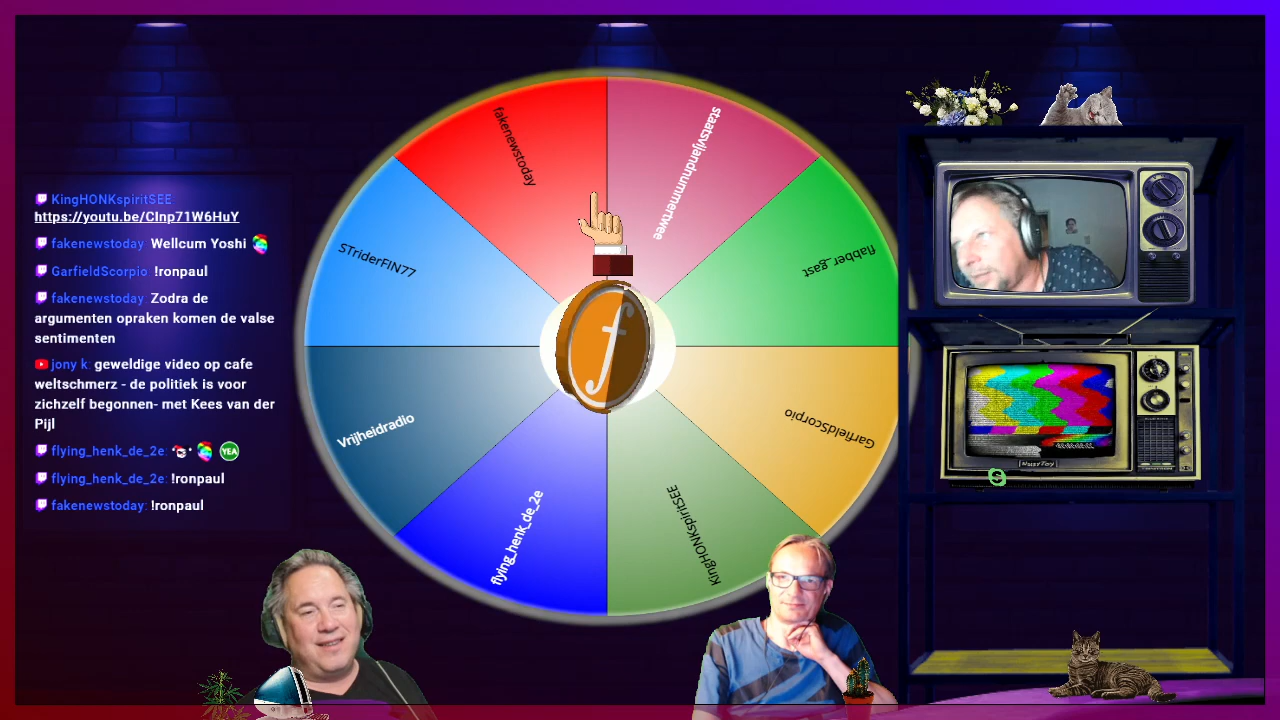 KingHONKspiritSEE
https://youtu.be/CInp71W6HuY
fakenewstoday Wellcum Yoshi
GarfieldScorpio !ronpaul
fakenewstoday Zodra de
argumenten opraken komen de valse
sentimenten
jony k: geweldige video op cafe
weltschmerz - de politiek is voor
zichzelf begonnen- met Kees van der
Pijl
flying_henk_de_2e: YEA
flying_henk_de_2e: !ronpaul
fakenewstoday: !ronpaul
fakenewstoday
staatsvijandnummertwee
flabber_gast
GarfieldScorpio
KingHONKspiritSEE
flying_henk_de_2e
Vrijheidradio
STriderFIN77
f